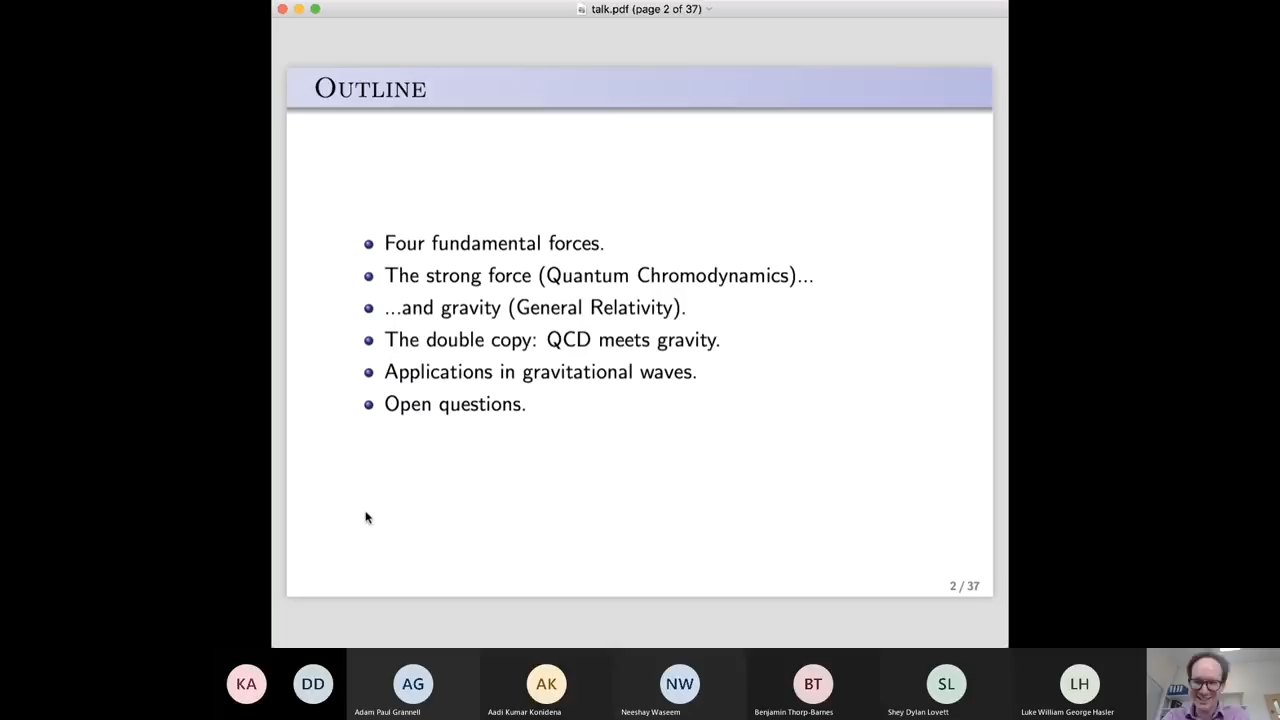 talk.pdf (page 2 of 37)
OUTLINE
Four fundamental forces.
The strong force (Quantum Chromodynamics)...
...and gravity (General Relativity).
The double copy: QCD meets gravity.
Applications in gravitational waves.
Open questions.
2 / 37
KA
DD
AG
AK
NW
BT
SL
LH
Adam Paul Grannell
Aadi Kumar Konidena
Neeshay Waseem
Benjamin Thorp-Barnes
Shey Dylan Lovett
Luke William George Hasler